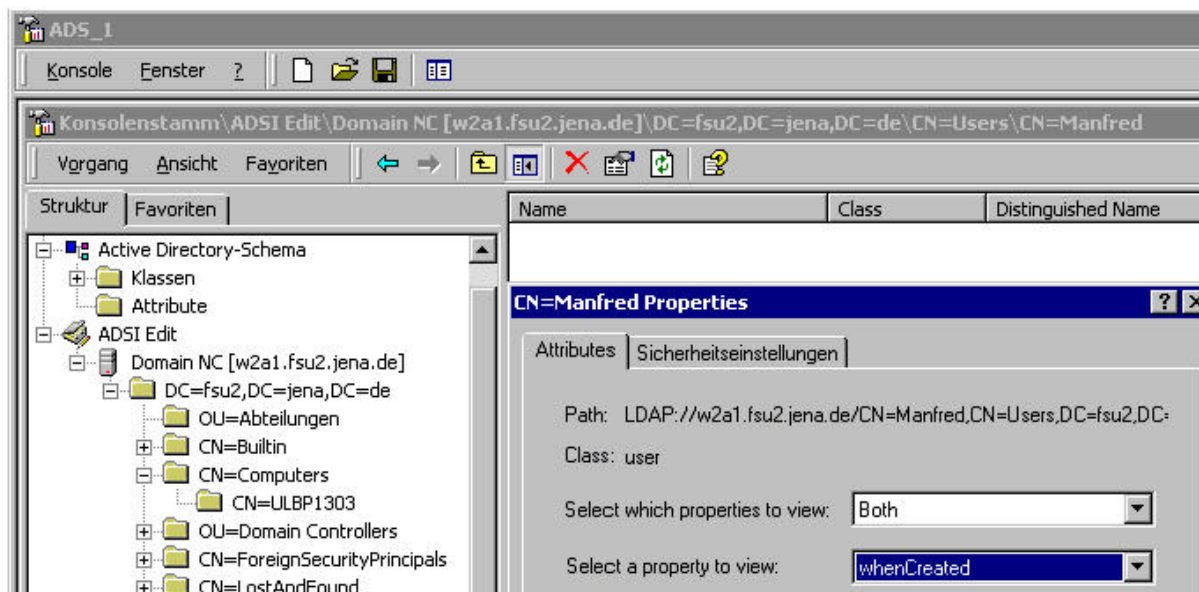 ADS_1
Konsole Fenster ?
Konsolenstamm\ADSI Edit\Domain NC [w2a1.fsu2.jena.de]\DC=fsu2,DC=jena,DC=de\CN=Users\CN=Manfred
Vorgang Ansicht Favoriten
Struktur Favoriten
Name Class Distinguished Name
Active Directory-Schema
Klassen
Attribute
ADSI Edit
Domain NC [w2a1.fsu2.jena.de]
DC=fsu2,DC=jena,DC=de
OU=Abteilungen
CN=Builtin
CN=Computers
CN=ULBP1303
OU=Domain Controllers
CN=ForeignSecurityPrincipals
CN=LostAndFound
CN=Manfred Properties
Attributes Sicherheitseinstellungen
Path: LDAP://w2a1.fsu2.jena.de/CN=Manfred,CN=Users,DC=fsu2,DC=
Class: user
Select which properties to view: Both
Select a property to view: whenCreated